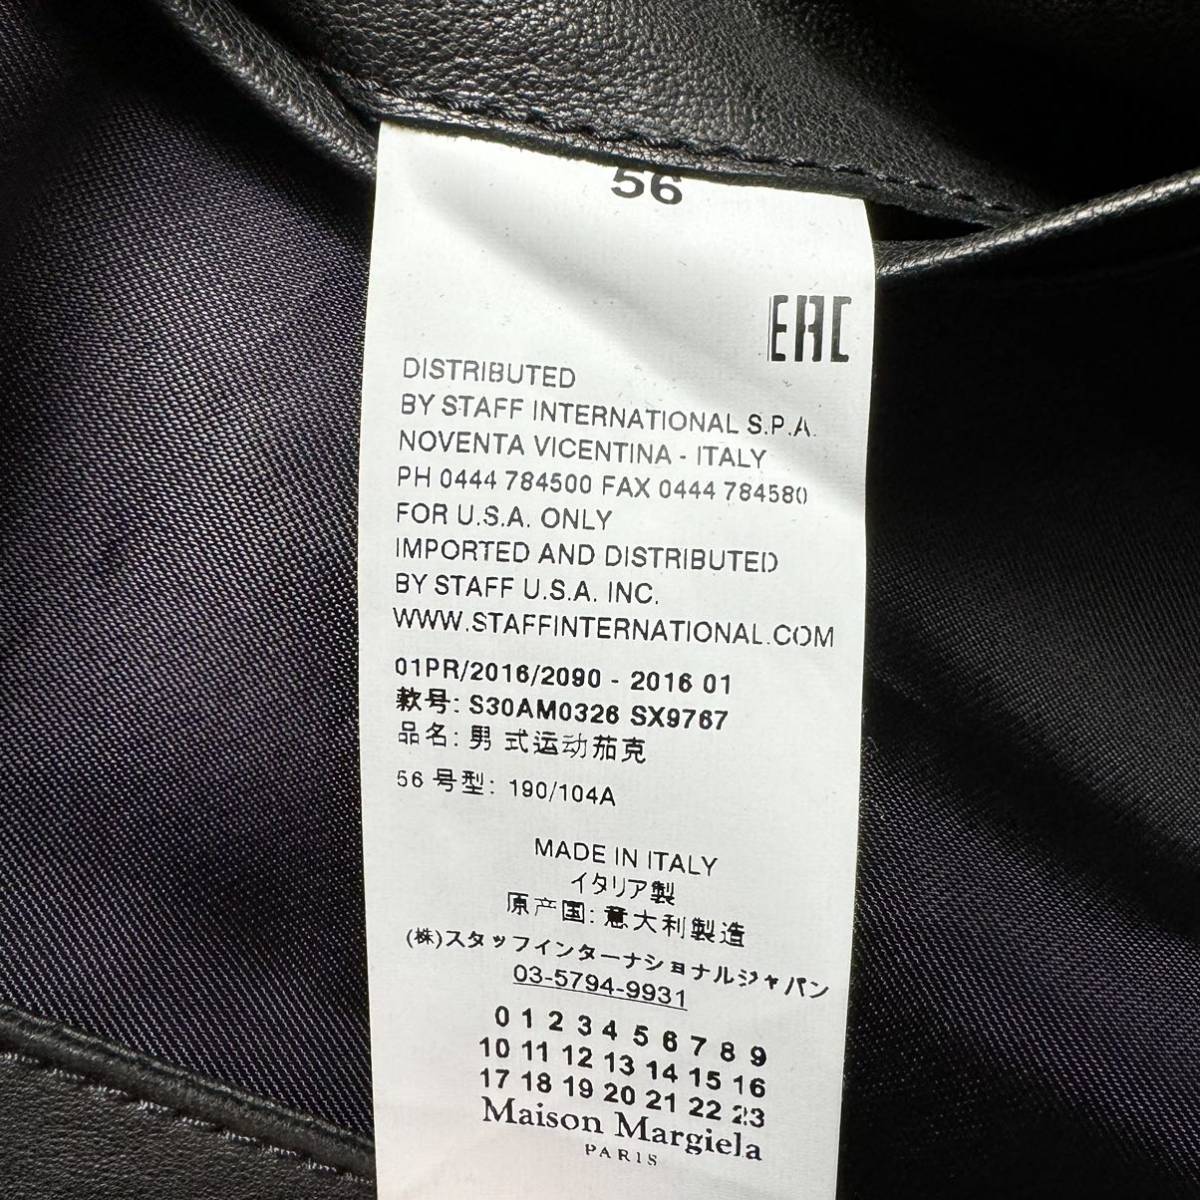 56
EAC
DISTRIBUTED
BY STAFF INTERNATIONAL S.P.A.
NOVENTA VICENTINA - ITALY
PH 0444 784500 FAX 0444 784580
FOR U.S.A. ONLY
IMPORTED AND DISTRIBUTED
BY STAFF U.S.A. INC.
WWW.STAFFINTERNATIONAL.COM
01PR/2016/2090 - 2016 01
款号: S30AM0326 SX9767
品名: 男 式运动茄克
56 号型: 190/104A
MADE IN ITALY
イタリア製
原产国: 意大利製造
(株)スタッフインターナショナルジャパン
03-5794-9931
0 1 2 3 4 5 6 7 8 9
10 11 12 13 14 15 16
17 18 19 20 21 22 23
Maison Margiela
PARIS